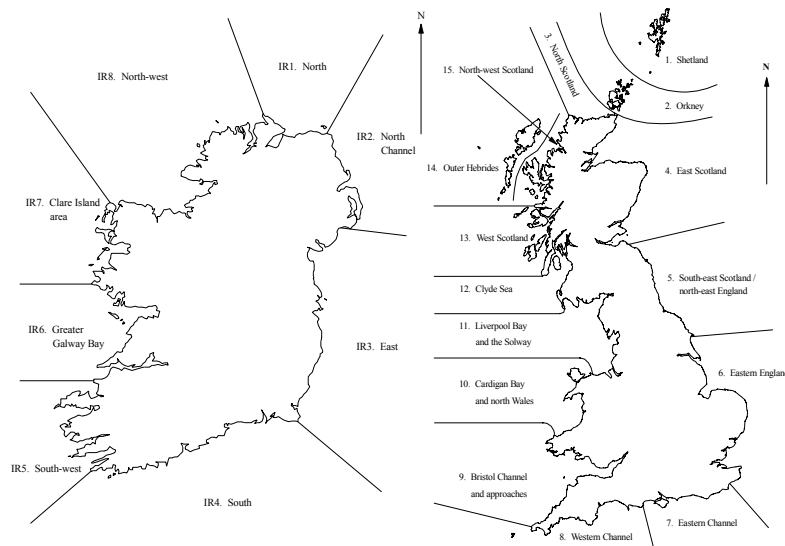 N
IR1. North
IR8. North-west
IR2. North
Channel
IR7. Clare Island
area
IR6. Greater
Galway Bay
IR3. East
IR5. South-west
IR4. South
N
3. North Scotland
1. Shetland
15. North-west Scotland
2. Orkney
14. Outer Hebrides
4. East Scotland
13. West Scotland
5. South-east Scotland /
north-east England
12. Clyde Sea
11. Liverpool Bay
and the Solway
6. Eastern England
10. Cardigan Bay
and north Wales
9. Bristol Channel
and approaches
7. Eastern Channel
8. Western Channel